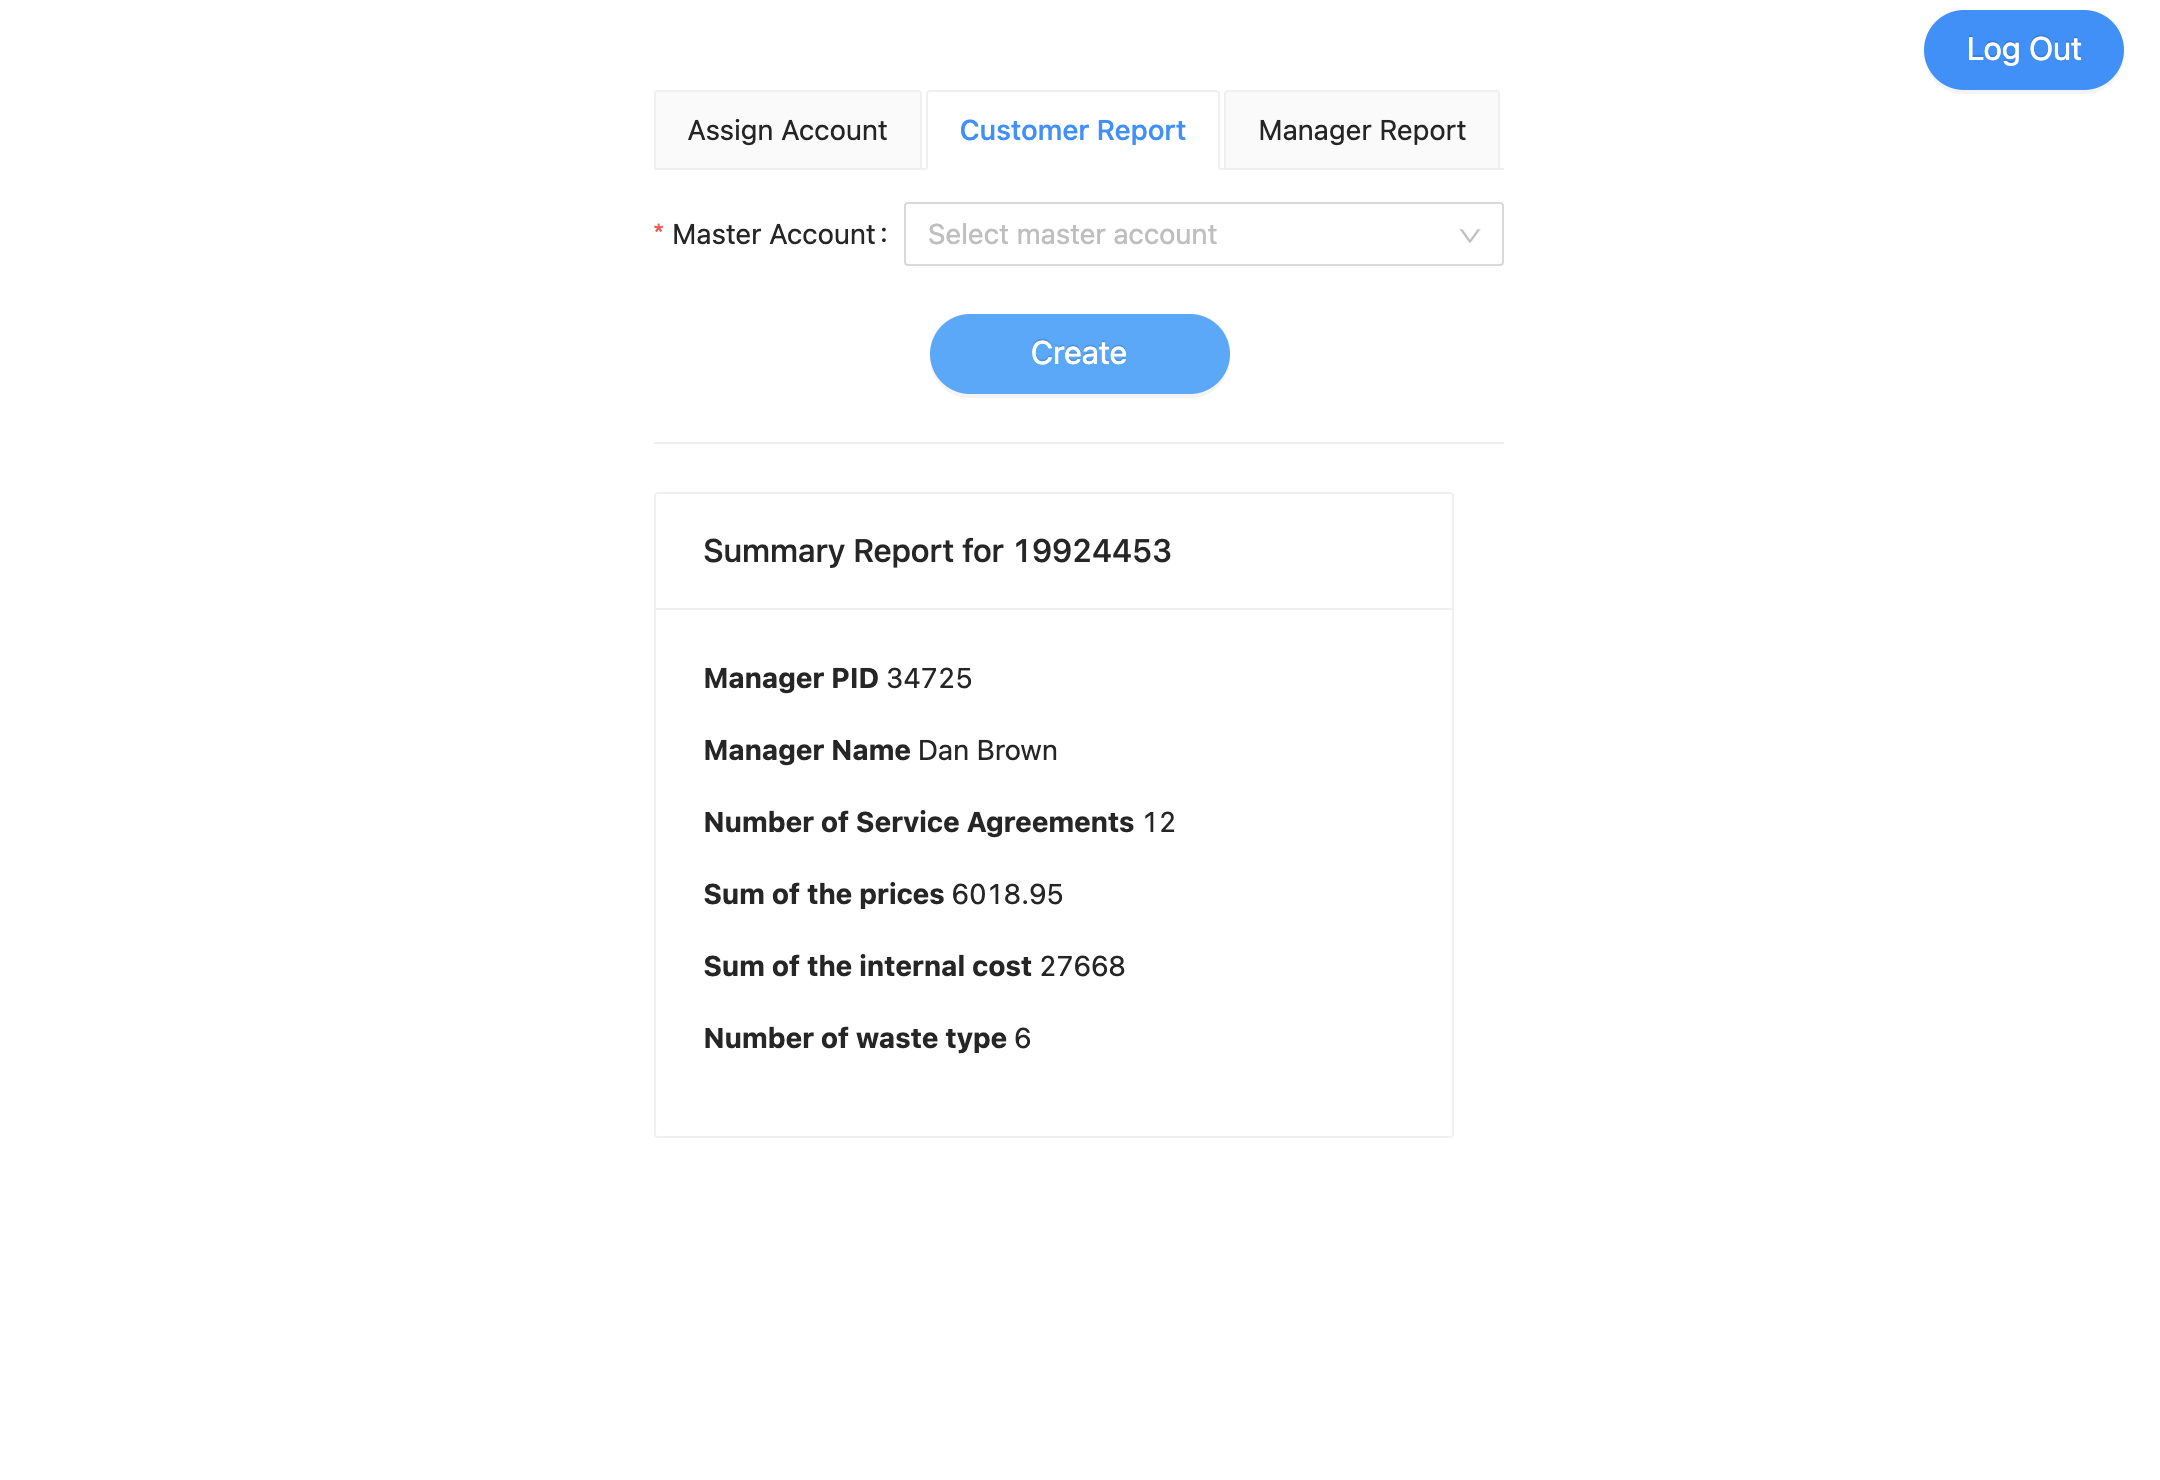 Log Out
Assign Account
Customer Report
Manager Report
* Master Account:
Select master account
Create
Summary Report for 19924453
Manager PID 34725
Manager Name Dan Brown
Number of Service Agreements 12
Sum of the prices 6018.95
Sum of the internal cost 27668
Number of waste type 6